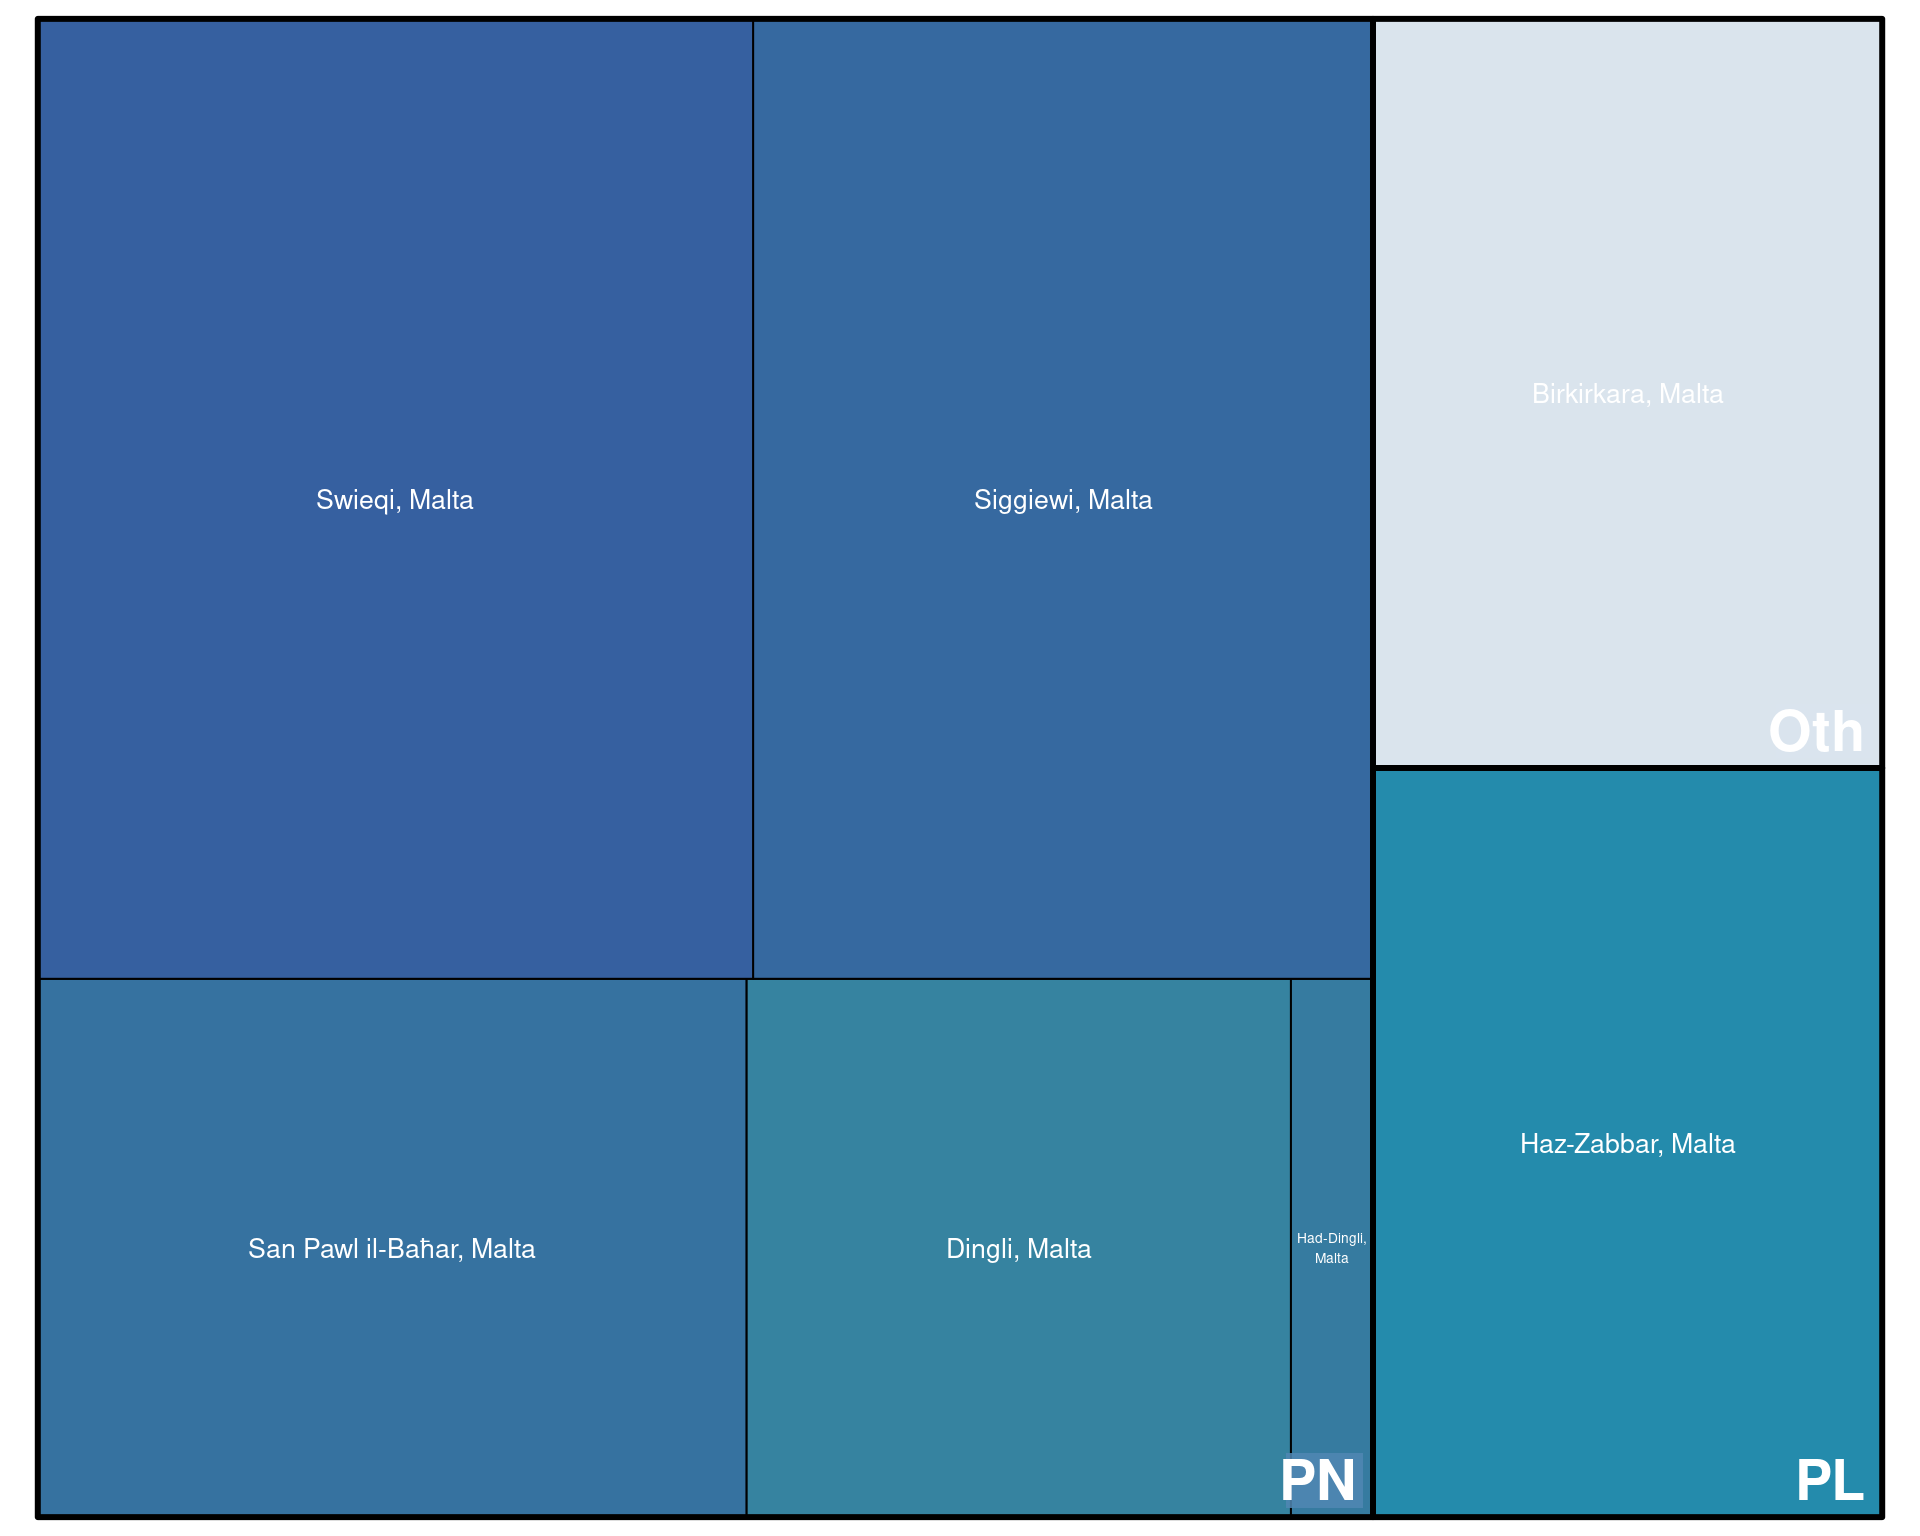 Swieqi, Malta
Siggiewi, Malta
Birkirkara, Malta
Oth
Haz-Zabbar, Malta
San Pawl il-Baħar, Malta
Dingli, Malta
Had-Dingli,
Malta
PN
PL